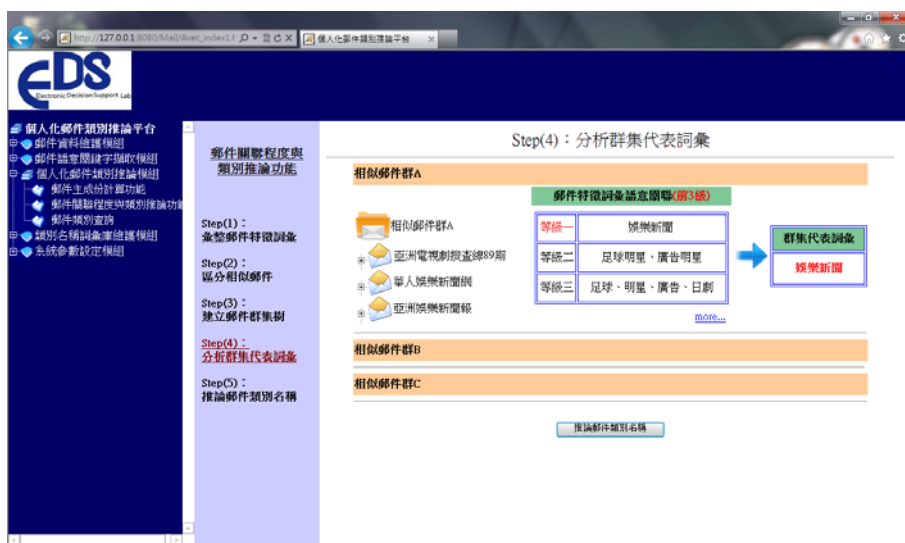 http://127.0.0.1:8080/Mail/Avec_index1.
個人化郵件類別推論平台
EDS
Electronic Decision Support Lab
個人化郵件類別推論平台
郵件資料維護模組
郵件語意關鍵字擷取模組
個人化郵件類別推論模組
郵件主成份計算功能
郵件關聯程度與類別推論功
郵件類別查詢
類別名稱詞彙庫維護模組
系統參數設定模組
郵件關聯程度與
類別推論功能
Step(1):
彙整郵件特徵詞彙
Step(2):
區分相似郵件
Step(3):
建立郵件群集樹
Step(4):
分析群集代表詞彙
Step(5):
推論郵件類別名稱
Step(4):分析群集代表詞彙
相似郵件群A
郵件特徵詞彙語意關聯(前3級)
相似郵件群A
亞洲電視劇搜查線89期
華人娛樂新聞網
亞洲娛樂新聞報
等級一 娛樂新聞
等級二 足球明星、廣告明星
等級三 足球、明星、廣告、日劇
more...
群集代表詞彙
娛樂新聞
相似郵件群B
相似郵件群C
推論郵件類別名稱